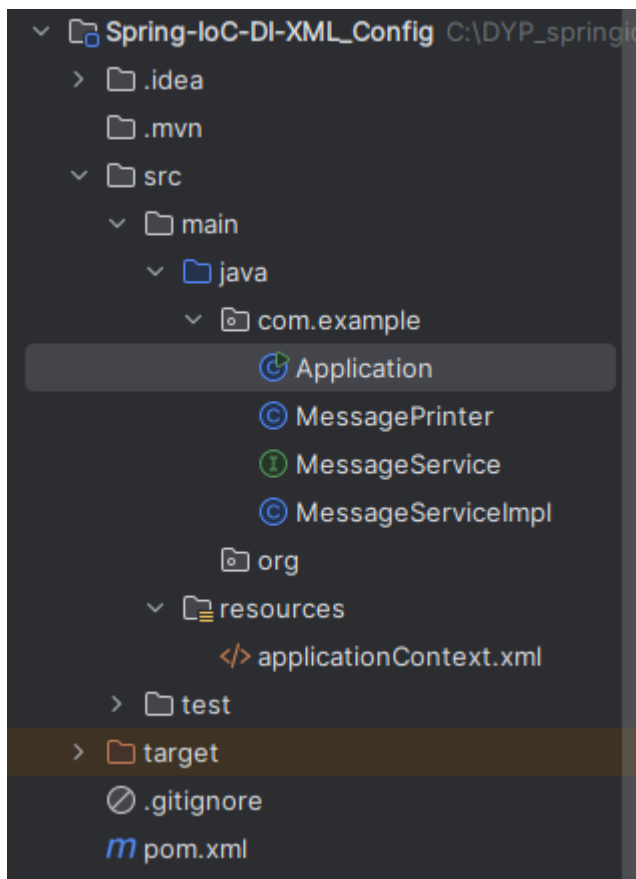 Spring-IoC-DI-XML_Config C:\DYP_springic
.idea
.mvn
src
main
java
com.example
Application
MessagePrinter
MessageService
MessageServiceImpl
org
resources
applicationContext.xml
test
target
.gitignore
pom.xml